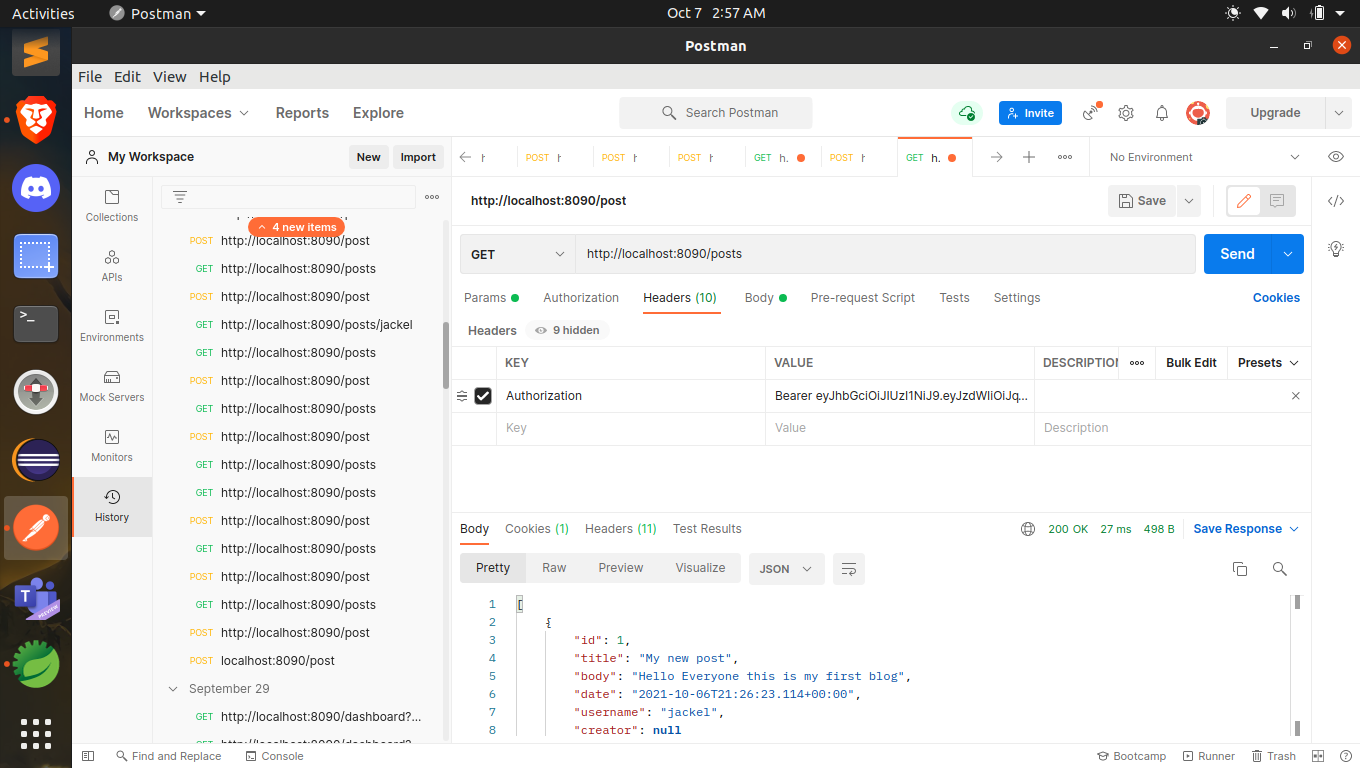 Activities Postman Oct 7 2:57 AM
Postman
File Edit View Help
Home Workspaces Reports Explore Search Postman Invite Upgrade
My Workspace New Import
POST POST POST GET h. POST GET h. No Environment
Collections
APIs
Environments
Mock Servers
Monitors
History
4 new items
POST http://localhost:8090/post
GET http://localhost:8090/posts
POST http://localhost:8090/post
GET http://localhost:8090/posts/jackel
GET http://localhost:8090/posts
POST http://localhost:8090/post
GET http://localhost:8090/posts
POST http://localhost:8090/post
GET http://localhost:8090/posts
GET http://localhost:8090/posts
POST http://localhost:8090/post
GET http://localhost:8090/posts
POST http://localhost:8090/post
GET http://localhost:8090/posts
POST http://localhost:8090/post
POST localhost:8090/post
September 29
GET http://localhost:8090/dashboard?...
http://localhost:8090/post Save
GET http://localhost:8090/posts Send
Params Authorization Headers (10) Body Pre-request Script Tests Settings Cookies
Headers 9 hidden
KEY VALUE DESCRIPTION Bulk Edit Presets
Authorization Bearer eyJhbGciOiJIUzI1NiJ9.eyJzdWIiOiJq...
Key Value Description
Body Cookies (1) Headers (11) Test Results 200 OK 27 ms 498 B Save Response
Pretty Raw Preview Visualize JSON
1 [
2 {
3 "id": 1,
4 "title": "My new post",
5 "body": "Hello Everyone this is my first blog",
6 "date": "2021-10-06T21:26:23.114+00:00",
7 "username": "jackel",
8 "creator": null
Find and Replace Console Bootcamp Runner Trash